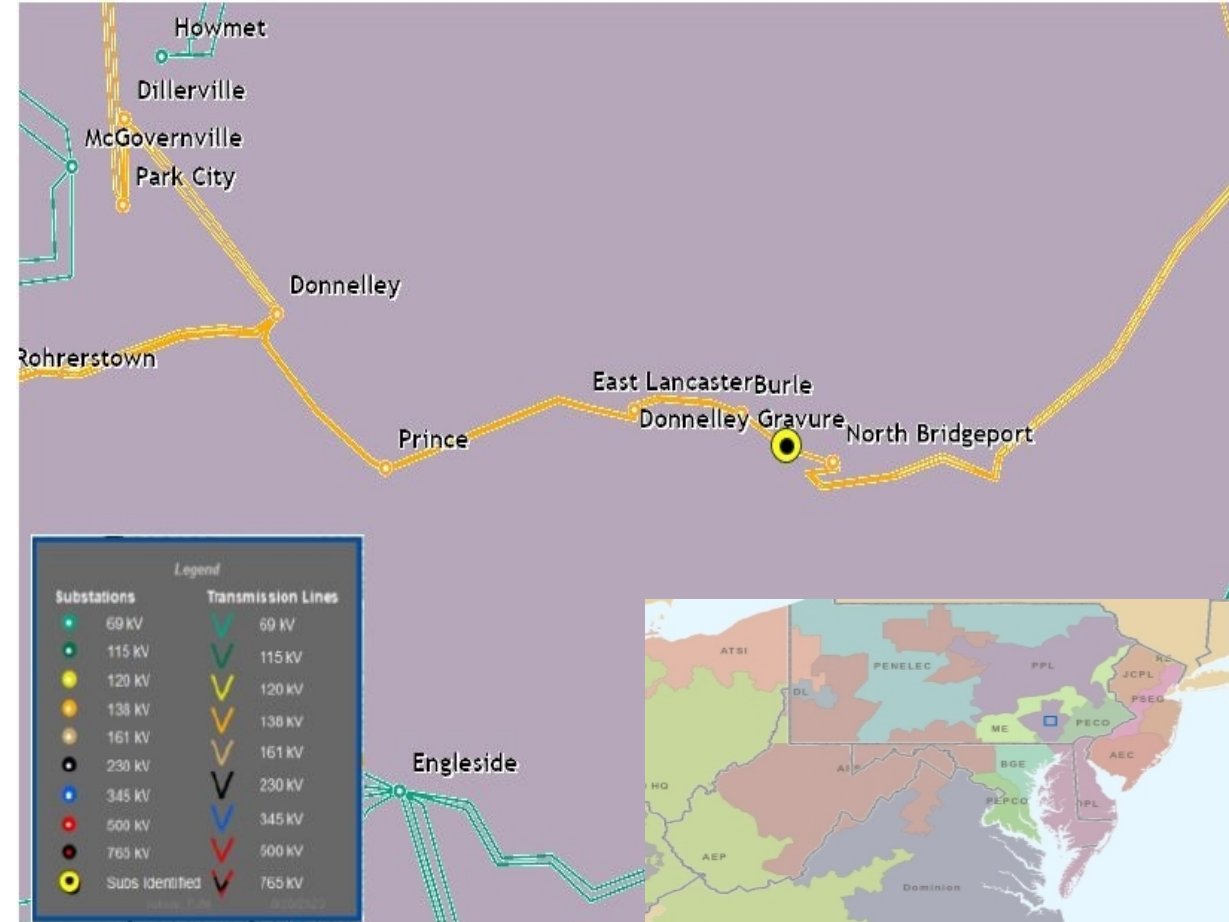 Howmet
Dillerville
McGovernville
Park City
Donnelley
Rohrerstown
East Lancaster
Burle
Donnelley Gravure
North Bridgeport
Prince
Engleside
Legend
Substations
69 kV
115 kV
120 kV
138 kV
161 kV
230 kV
345 kV
500 kV
765 kV
Subs Identified
Transmission Lines
69 kV
115 kV
120 kV
138 kV
161 kV
230 kV
345 kV
500 kV
765 kV
ATSI
PENELEC
PPL
RE
JCPL
DL
PSEG
ME
PECO
AEC
BGE
PEPCO
DPL
AEP
Dominion